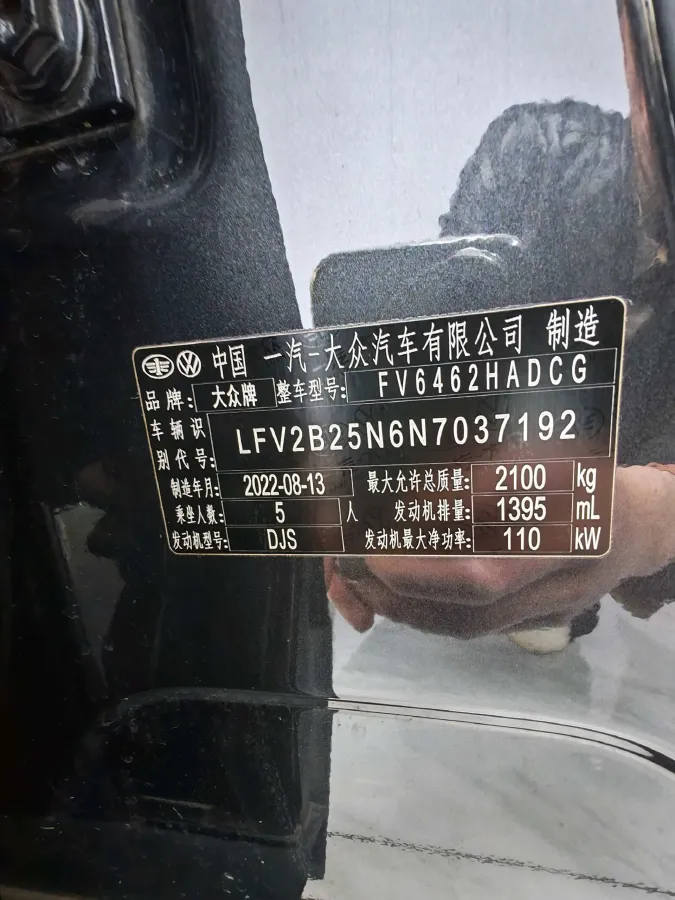 中国 一汽-大众汽车有限公司 制造
品牌: 大众牌 整车型号: FV6462HADCG
车辆识别代号: LFV2B25N6N7037192
制造年月: 2022-08-13 最大允许总质量: 2100 kg
乘坐人数: 5 人 发动机排量: 1395 mL
发动机型号: DJS 发动机最大净功率: 110 kW